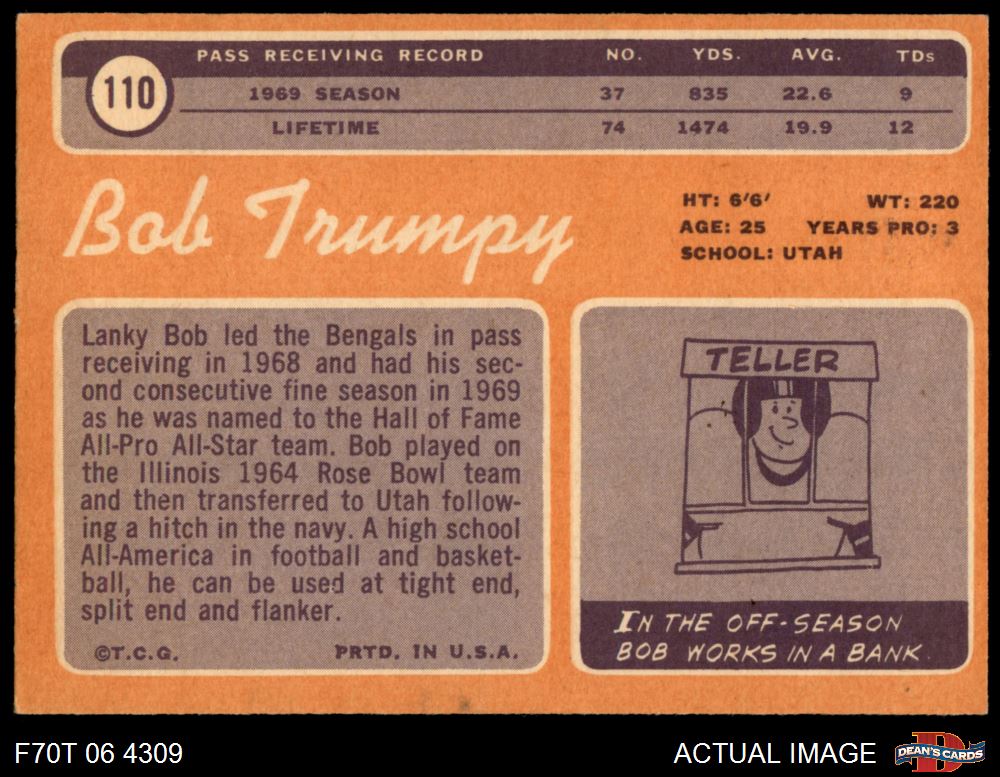 110
PASS RECEIVING RECORD NO. YDS. AVG. TDs
1969 SEASON 37 835 22.6 9
LIFETIME 74 1474 19.9 12
Bob Trumpy
HT: 6'6' WT: 220
AGE: 25 YEARS PRO: 3
SCHOOL: UTAH
Lanky Bob led the Bengals in pass
receiving in 1968 and had his sec-
ond consecutive fine season in 1969
as he was named to the Hall of Fame
All-Pro All-Star team. Bob played on
the Illinois 1964 Rose Bowl team
and then transferred to Utah follow-
ing a hitch in the navy. A high school
All-America in football and basket-
ball, he can be used at tight end,
split end and flanker.
©T.C.G. PRTD. IN U.S.A.
TELLER
IN THE OFF-SEASON
BOB WORKS IN A BANK.
F70T 06 4309
ACTUAL IMAGE
D
DEAN'S CARDS